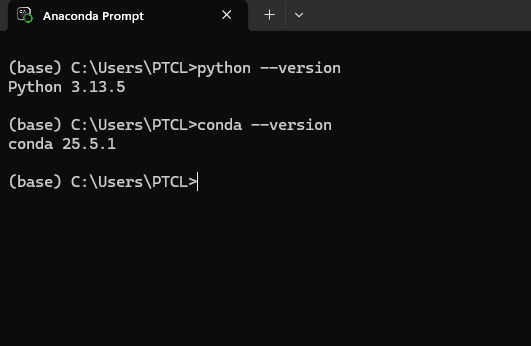 Anaconda Prompt
(base) C:\Users\PTCL>python --version
Python 3.13.5
(base) C:\Users\PTCL>conda --version
conda 25.5.1
(base) C:\Users\PTCL>